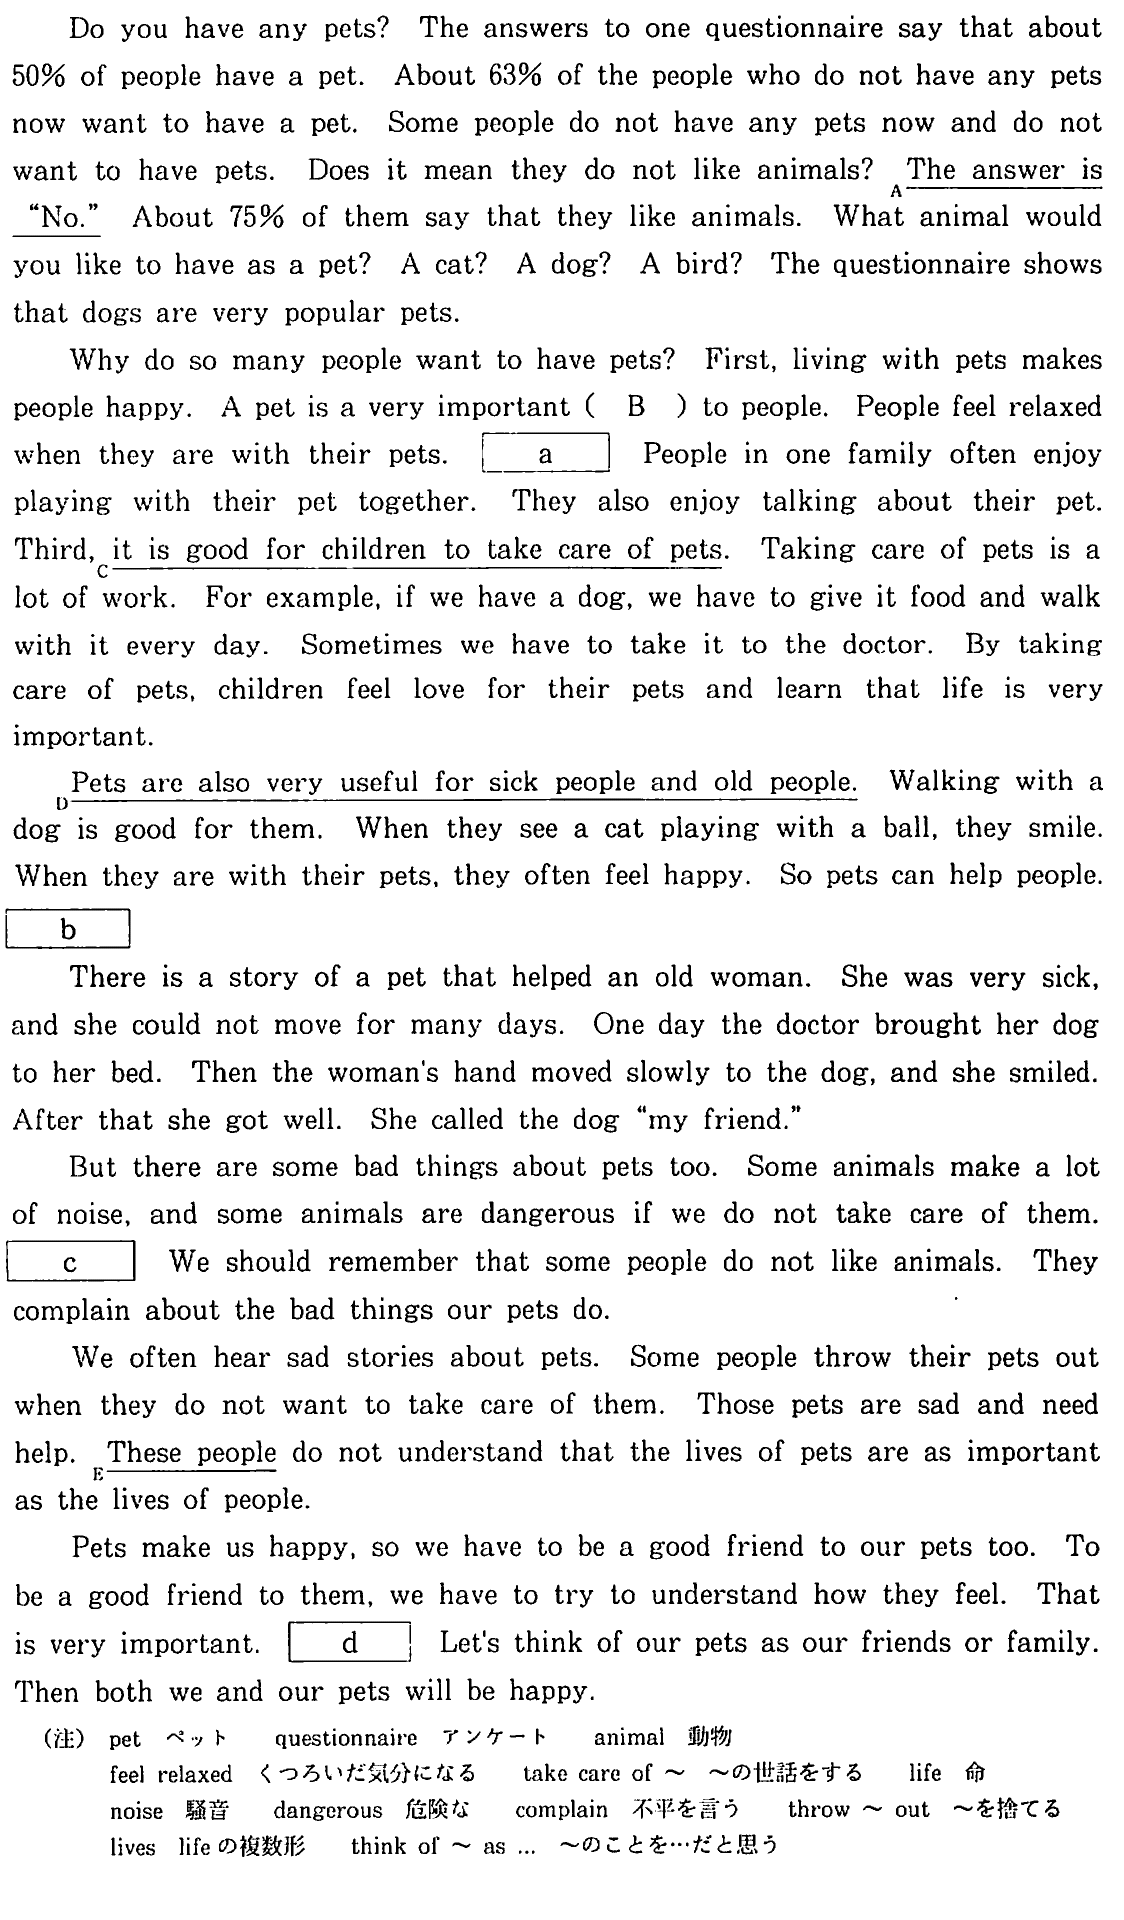 Do you have any pets? The answers to one questionnaire say that about
50% of people have a pet. About 63% of the people who do not have any pets
now want to have a pet. Some people do not have any pets now and do not
want to have pets. Does it mean they do not like animals? A The answer is
“No.” About 75% of them say that they like animals. What animal would
you like to have as a pet? A cat? A dog? A bird? The questionnaire shows
that dogs are very popular pets.
Why do so many people want to have pets? First, living with pets makes
people happy. A pet is a very important ( B ) to people. People feel relaxed
when they are with their pets. a People in one family often enjoy
playing with their pet together. They also enjoy talking about their pet.
Third, C it is good for children to take care of pets. Taking care of pets is a
lot of work. For example, if we have a dog, we have to give it food and walk
with it every day. Sometimes we have to take it to the doctor. By taking
care of pets, children feel love for their pets and learn that life is very
important.
D Pets are also very useful for sick people and old people. Walking with a
dog is good for them. When they see a cat playing with a ball, they smile.
When they are with their pets, they often feel happy. So pets can help people.
b
There is a story of a pet that helped an old woman. She was very sick,
and she could not move for many days. One day the doctor brought her dog
to her bed. Then the woman's hand moved slowly to the dog, and she smiled.
After that she got well. She called the dog “my friend.”
But there are some bad things about pets too. Some animals make a lot
of noise, and some animals are dangerous if we do not take care of them.
c We should remember that some people do not like animals. They
complain about the bad things our pets do.
We often hear sad stories about pets. Some people throw their pets out
when they do not want to take care of them. Those pets are sad and need
help. E These people do not understand that the lives of pets are as important
as the lives of people.
Pets make us happy, so we have to be a good friend to our pets too. To
be a good friend to them, we have to try to understand how they feel. That
is very important. d Let's think of our pets as our friends or family.
Then both we and our pets will be happy.
(注) pet ペット questionnaire アンケート animal 動物
feel relaxed くつろいだ気分になる take care of ～ ～の世話をする life 命
noise 騒音 dangerous 危険な complain 不平を言う throw ～ out ～を捨てる
lives lifeの複数形 think of ～ as … ～のことを…だと思う